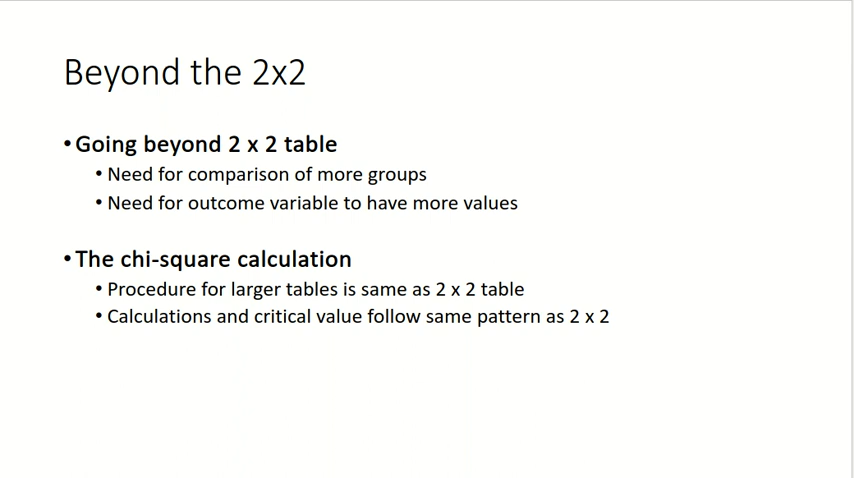 Beyond the 2x2
• Going beyond 2 x 2 table
• Need for comparison of more groups
• Need for outcome variable to have more values
• The chi-square calculation
• Procedure for larger tables is same as 2 x 2 table
• Calculations and critical value follow same pattern as 2 x 2